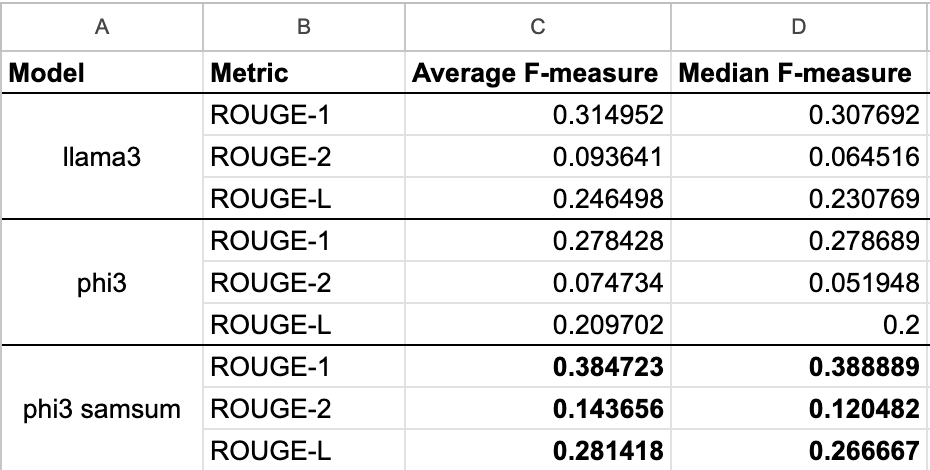 A B C D
Model Metric Average F-measure Median F-measure
ROUGE-1 0.314952 0.307692
llama3 ROUGE-2 0.093641 0.064516
ROUGE-L 0.246498 0.230769
ROUGE-1 0.278428 0.278689
phi3 ROUGE-2 0.074734 0.051948
ROUGE-L 0.209702 0.2
ROUGE-1 0.384723 0.388889
phi3 samsum ROUGE-2 0.143656 0.120482
ROUGE-L 0.281418 0.266667